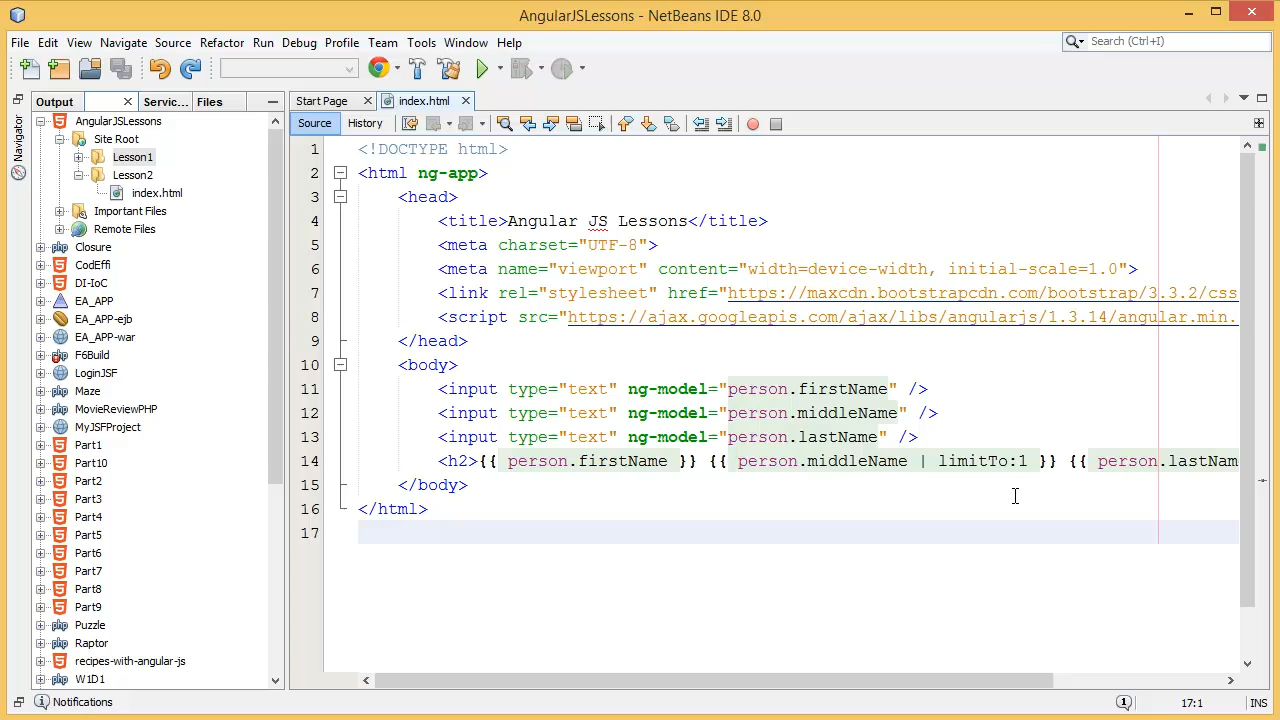 AngularJSLessons - NetBeans IDE 8.0
File Edit View Navigate Source Refactor Run Debug Profile Team Tools Window Help
Search (Ctrl+I)
Output Servic... Files
Start Page index.html
Source History
Navigator
AngularJSLessons
Site Root
Lesson1
Lesson2
index.html
Important Files
Remote Files
Closure
CodEffi
DI-IoC
EA_APP
EA_APP-ejb
EA_APP-war
F6Build
LoginJSF
Maze
MovieReviewPHP
MyJSFProject
Part1
Part10
Part2
Part3
Part4
Part5
Part6
Part7
Part8
Part9
Puzzle
Raptor
recipes-with-angular-js
W1D1
1 <!DOCTYPE html>
2 <html ng-app>
3 <head>
4 <title>Angular JS Lessons</title>
5 <meta charset="UTF-8">
6 <meta name="viewport" content="width=device-width, initial-scale=1.0">
7 <link rel="stylesheet" href="https://maxcdn.bootstrapcdn.com/bootstrap/3.3.2/css
8 <script src="https://ajax.googleapis.com/ajax/libs/angularjs/1.3.14/angular.min.
9 </head>
10 <body>
11 <input type="text" ng-model="person.firstName" />
12 <input type="text" ng-model="person.middleName" />
13 <input type="text" ng-model="person.lastName" />
14 <h2>{{ person.firstName }} {{ person.middleName | limitTo:1 }} {{ person.lastNam
15 </body>
16 </html>
17
Notifications
1 17:1 INS